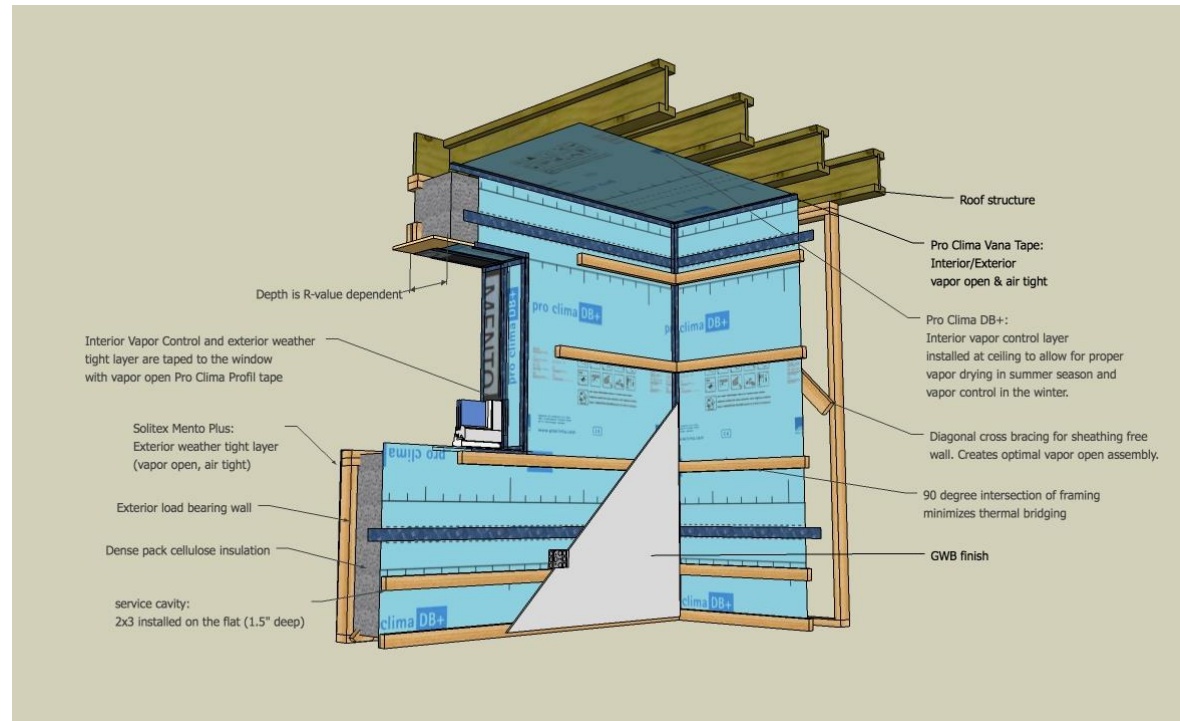 Roof structure
Pro Clima Vana Tape:
Interior/Exterior
vapor open & air tight
Depth is R-value dependent
MENTO
pro clima DB+
pro clima DB+
pro clima DB+
Pro Clima DB+:
Interior vapor control layer
installed at ceiling to allow for proper
vapor drying in summer season and
vapor control in the winter.
Interior Vapor Control and exterior weather
tight layer are taped to the window
with vapor open Pro Clima Profil tape
Solitex Mento Plus:
Exterior weather tight layer
(vapor open, air tight)
Diagonal cross bracing for sheathing free
wall. Creates optimal vapor open assembly.
pro clima
Exterior load bearing wall
90 degree intersection of framing
minimizes thermal bridging
Dense pack cellulose insulation
GWB finish
service cavity:
2x3 installed on the flat (1.5" deep)
clima DB+
clima DB+